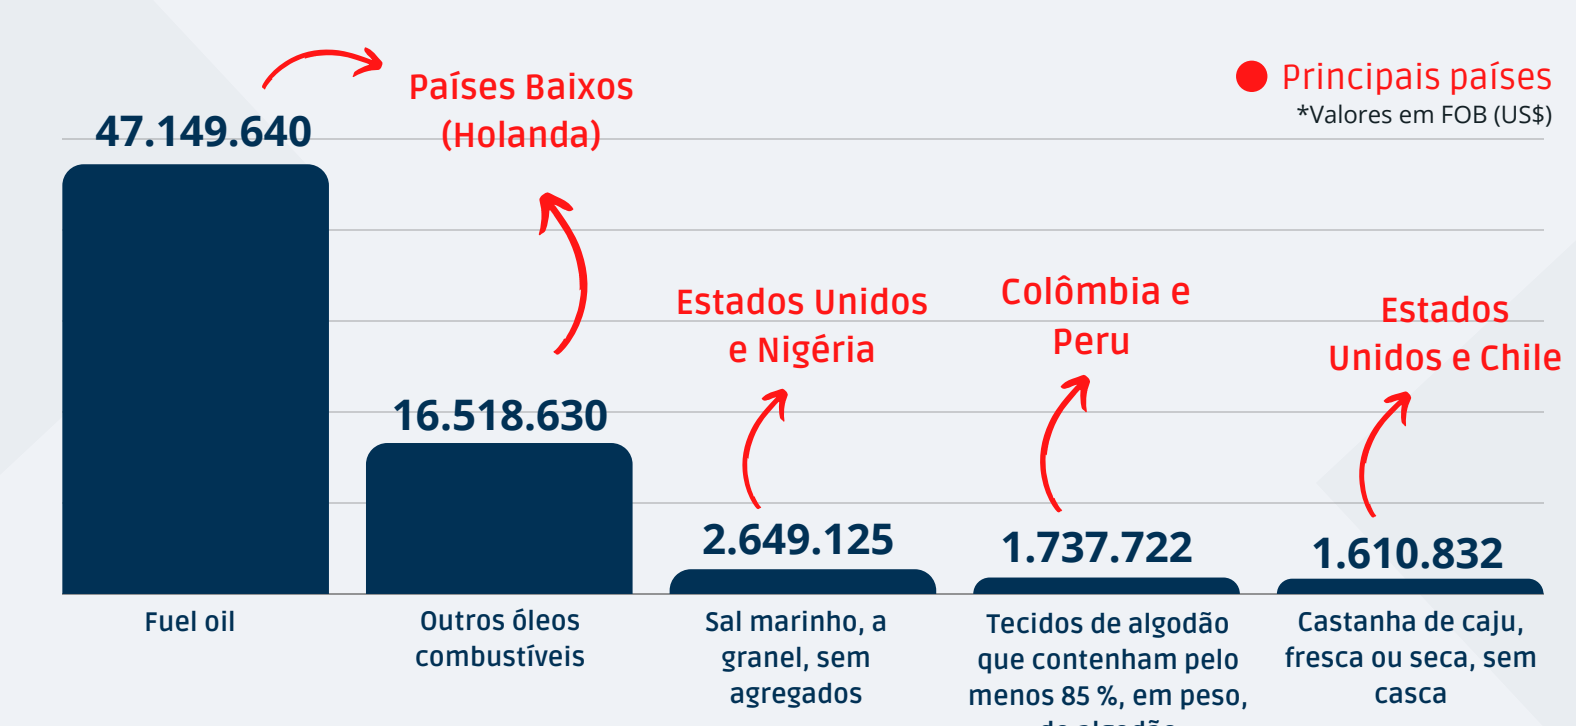 Principais países
*Valores em FOB (US$)
Países Baixos
(Holanda)
47.149.640
Estados Unidos
e Nigéria
Colômbia e
Peru
Estados
Unidos e Chile
16.518.630
2.649.125
1.737.722
1.610.832
Fuel oil
Outros óleos
combustíveis
Sal marinho, a
granel, sem
agregados
Tecidos de algodão
que contenham pelo
menos 85 %, em peso,
de algodão
Castanha de caju,
fresca ou seca, sem
casca